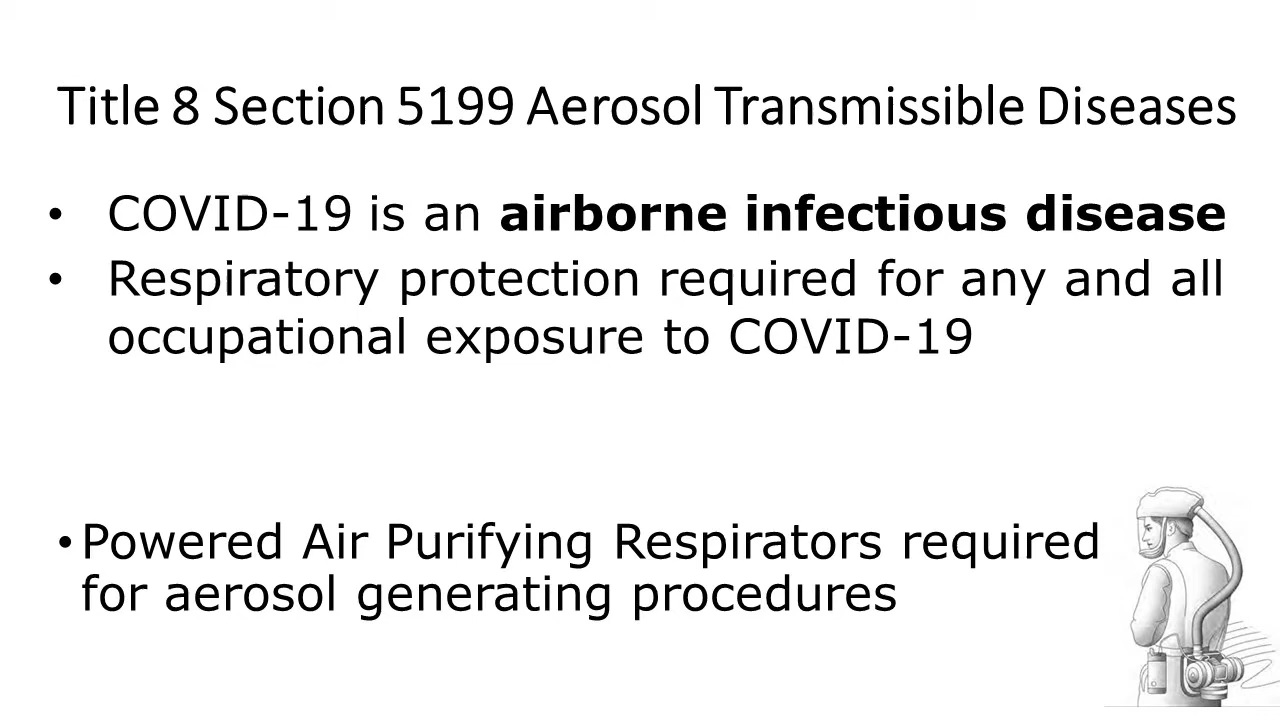 Title 8 Section 5199 Aerosol Transmissible Diseases
• COVID-19 is an airborne infectious disease
• Respiratory protection required for any and all
occupational exposure to COVID-19
• Powered Air Purifying Respirators required
for aerosol generating procedures